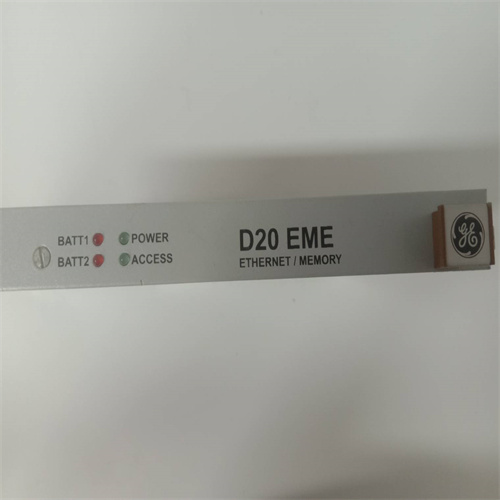 BATT1 POWER
BATT2 ACCESS
D20 EME
ETHERNET / MEMORY
GE